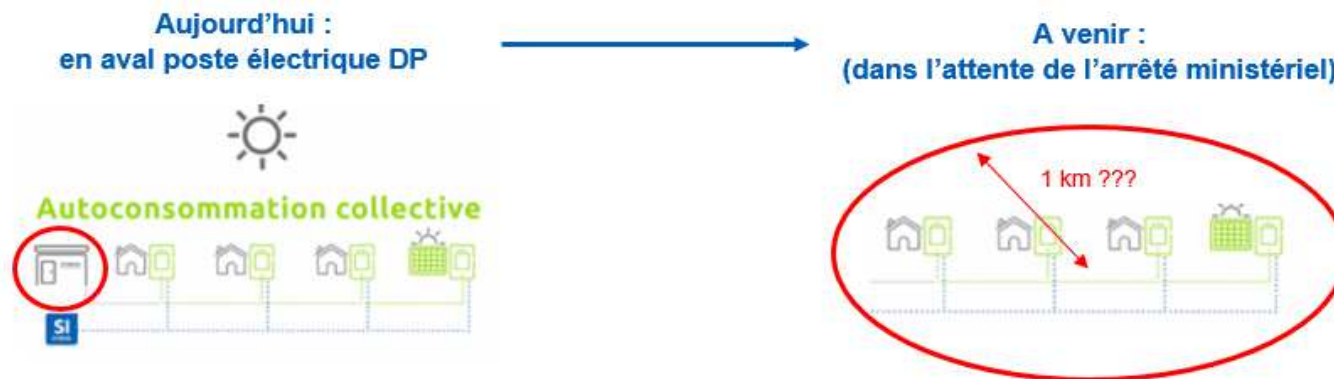 Aujourd'hui :
en aval poste électrique DP
A venir :
(dans l'attente de l'arrêté ministériel)
Autoconsommation collective
1 km ???
SI